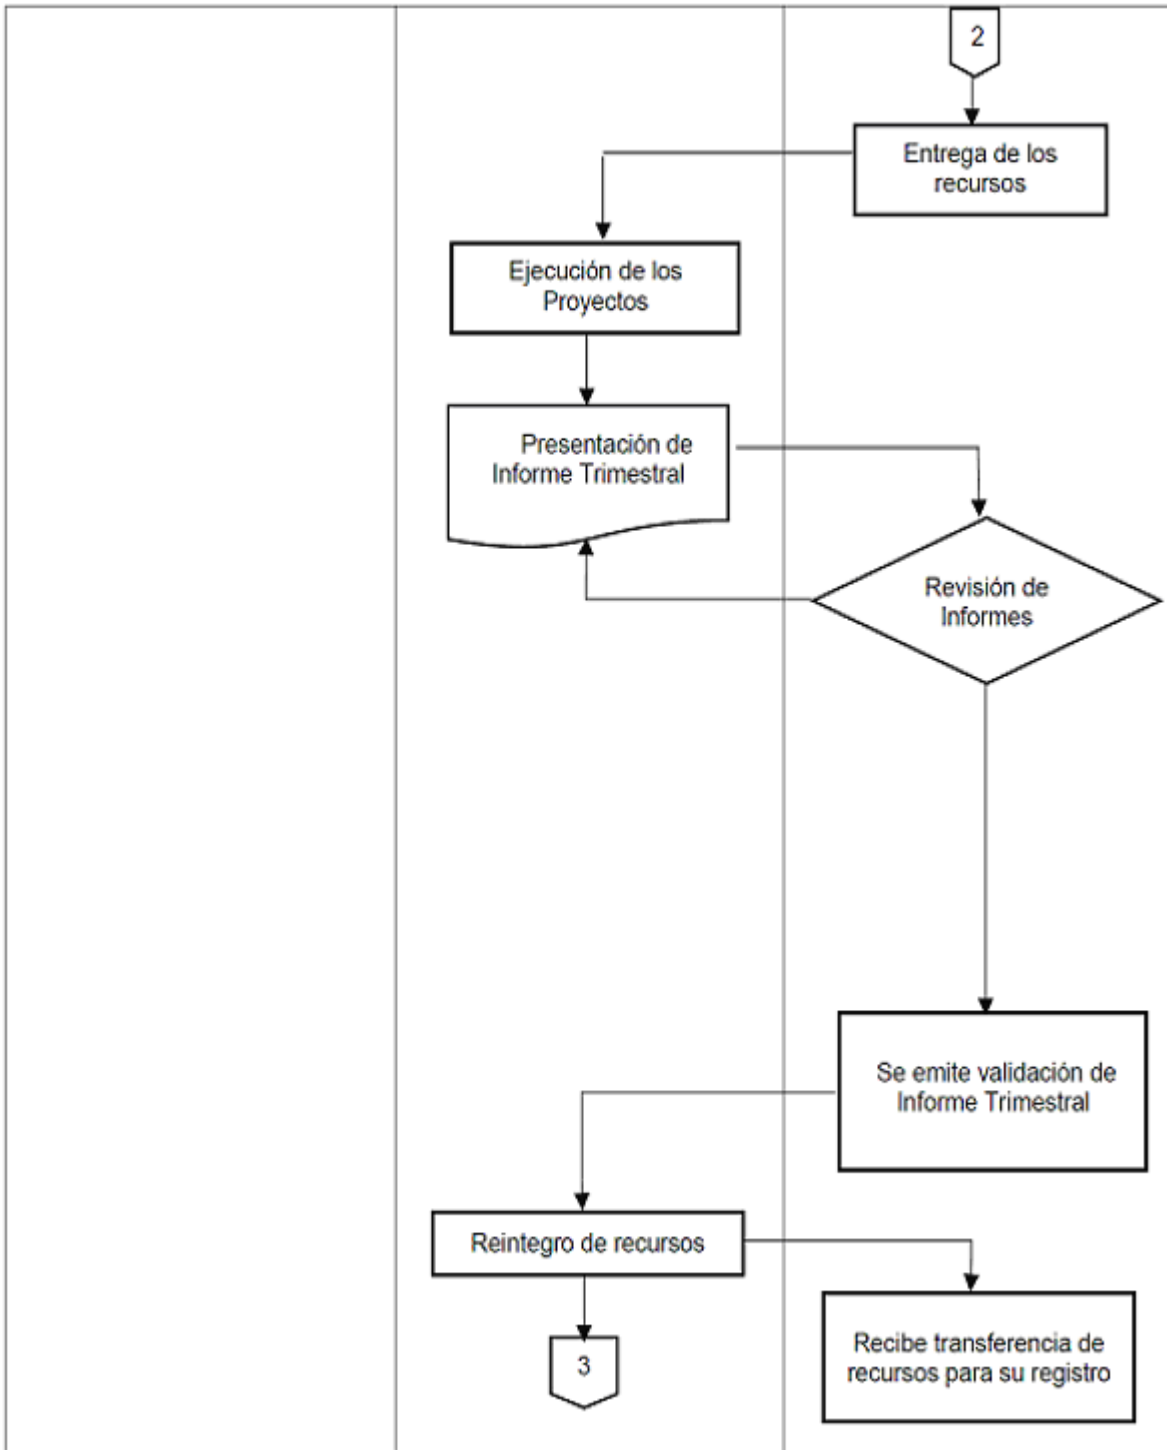 2
Entrega de los
recursos
Ejecución de los
Proyectos
Presentación de
Informe Trimestral
Revisión de
Informes
Se emite validación de
Informe Trimestral
Reintegro de recursos
Recibe transferencia de
recursos para su registro
3